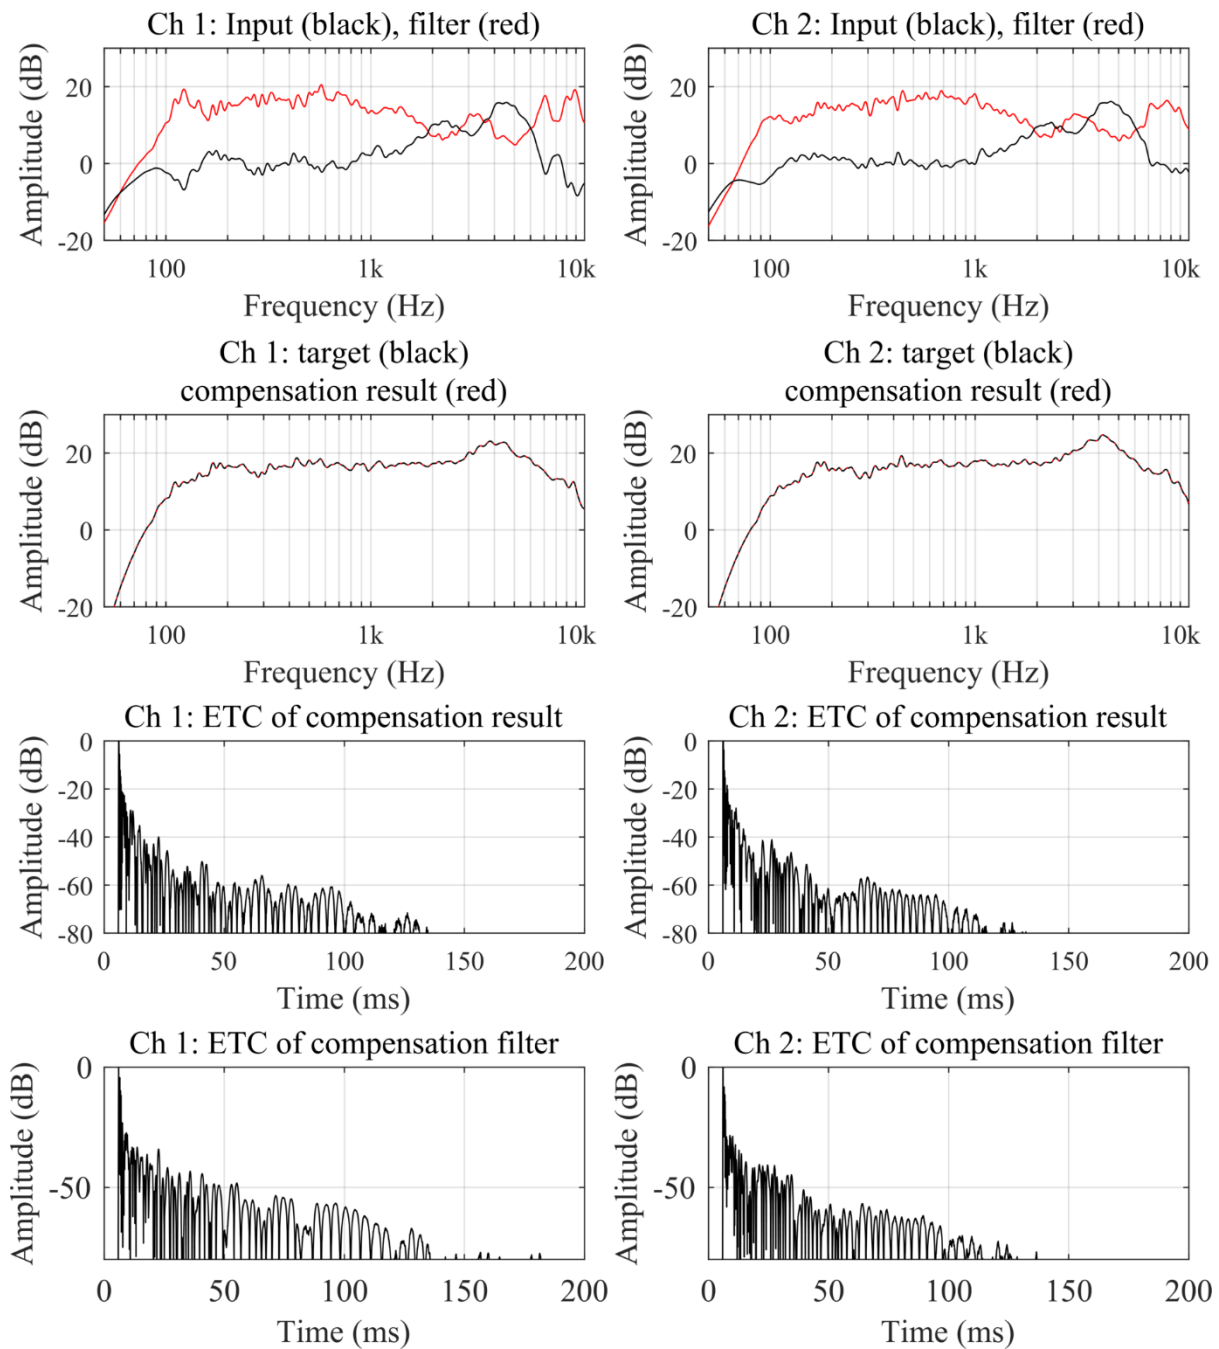 Ch 1: Input (black), filter (red)
Amplitude (dB)
20
0
-20
100
1k
10k
Frequency (Hz)
Ch 2: Input (black), filter (red)
Amplitude (dB)
20
0
-20
100
1k
10k
Frequency (Hz)
Ch 1: target (black)
compensation result (red)
Amplitude (dB)
20
0
-20
100
1k
10k
Frequency (Hz)
Ch 2: target (black)
compensation result (red)
Amplitude (dB)
20
0
-20
100
1k
10k
Frequency (Hz)
Ch 1: ETC of compensation result
Amplitude (dB)
0
-20
-40
-60
-80
0
50
100
150
200
Time (ms)
Ch 2: ETC of compensation result
Amplitude (dB)
0
-20
-40
-60
-80
0
50
100
150
200
Time (ms)
Ch 1: ETC of compensation filter
Amplitude (dB)
0
-50
0
50
100
150
200
Time (ms)
Ch 2: ETC of compensation filter
Amplitude (dB)
0
-50
0
50
100
150
200
Time (ms)